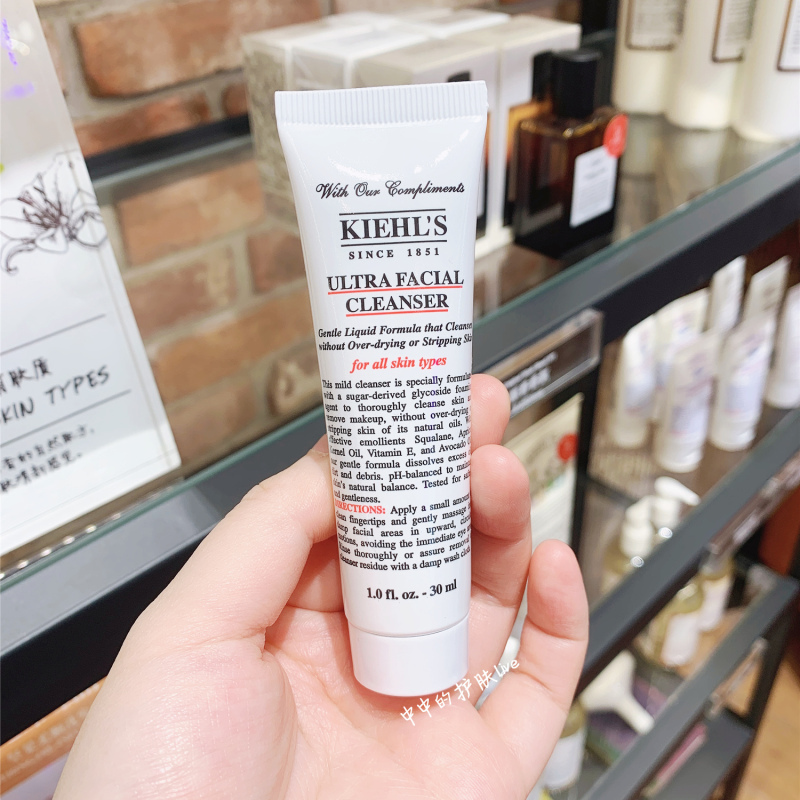 With Our Compliments
KIEHL'S
SINCE 1851
ULTRA FACIAL
CLEANSER
Gentle Liquid Formula that Cleanses
without Over-drying or Stripping Skin
for all skin types
This mild cleanser is specially formulated
with a sugar-derived glycoside foaming
agent to thoroughly cleanse skin and
remove makeup, without over-drying
stripping skin of its natural oils.
effective emollients Squalane,
Kernel Oil, Vitamin E, and Avocado
our gentle formula dissolves excess
and debris. pH-balanced to
skin's natural balance. Tested for
and gentleness.
DIRECTIONS: Apply a small amount
clean fingertips and gently massage
damp facial areas in upward,
motions, avoiding the immediate eye
Rinse thoroughly or assure removal
cleanser residue with a damp wash cloth
1.0 fl. oz. - 30 ml
中中的护肤live
肤质
SKIN TYPES